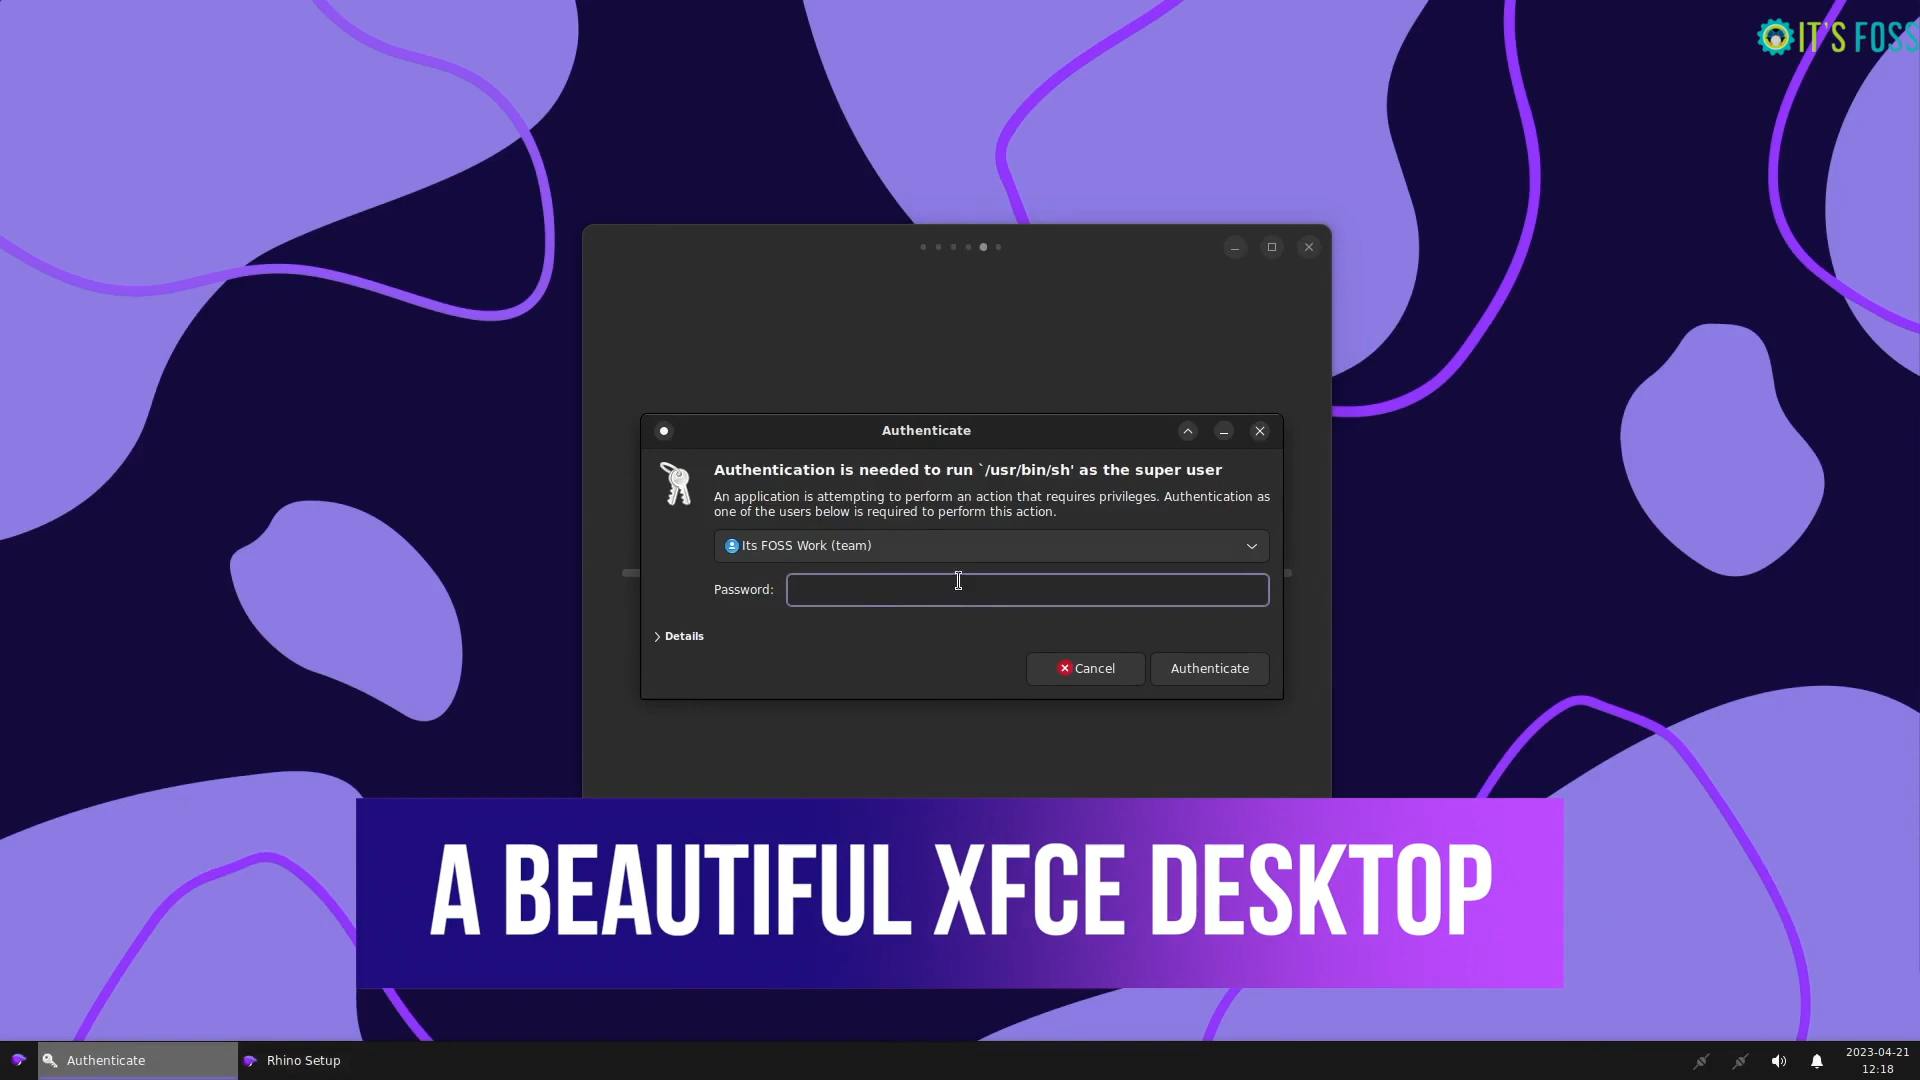 IT'S FOSS
Authenticate
Authentication is needed to run `/usr/bin/sh' as the super user
An application is attempting to perform an action that requires privileges. Authentication as
one of the users below is required to perform this action.
Its FOSS Work (team)
Password:
Details
Cancel
Authenticate
A BEAUTIFUL XFCE DESKTOP
Authenticate
Rhino Setup
2023-04-21
12:18